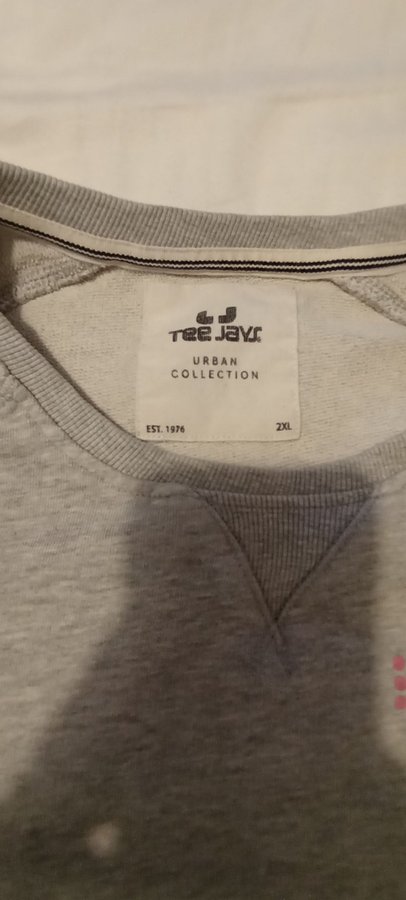 Tee Jays
URBAN
COLLECTION
EST. 1976 2XL